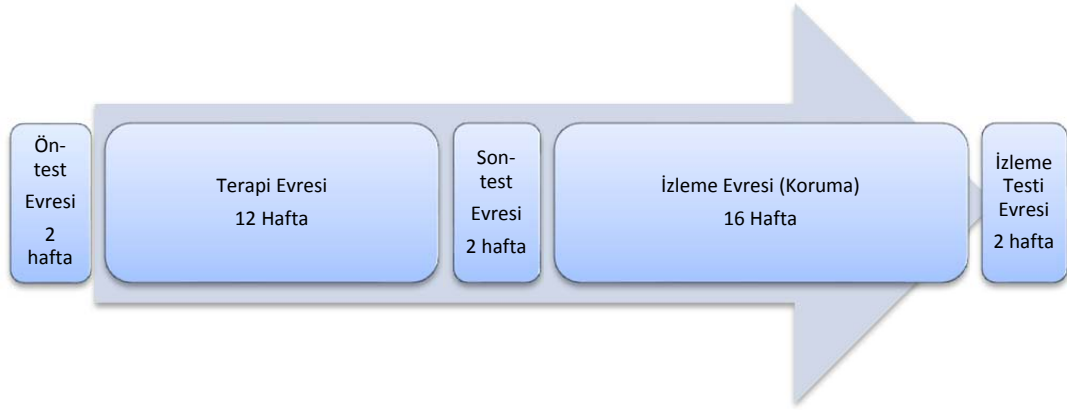 Ön-
test
Evresi
2
hafta
Terapi Evresi
12 Hafta
Son-
test
Evresi
2 hafta
İzleme Evresi (Koruma)
16 Hafta
İzleme
Testi
Evresi
2 hafta